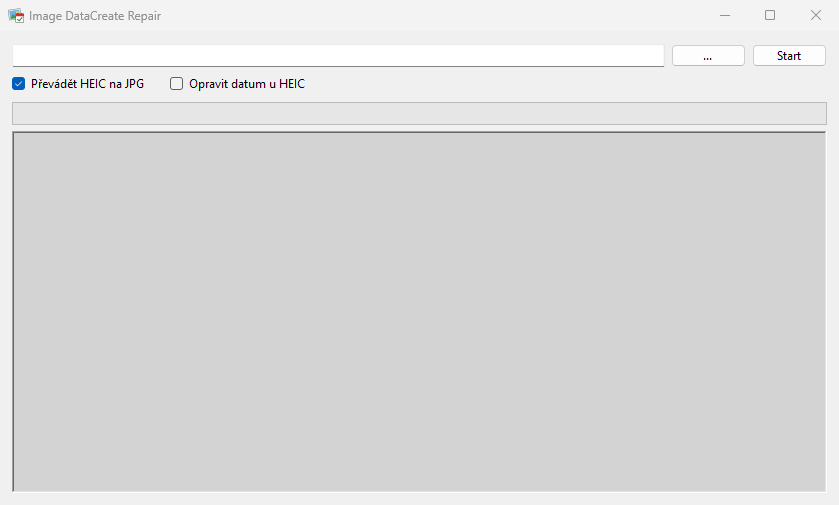 Image DataCreate Repair
... Start
Převádět HEIC na JPG Opravit datum u HEIC